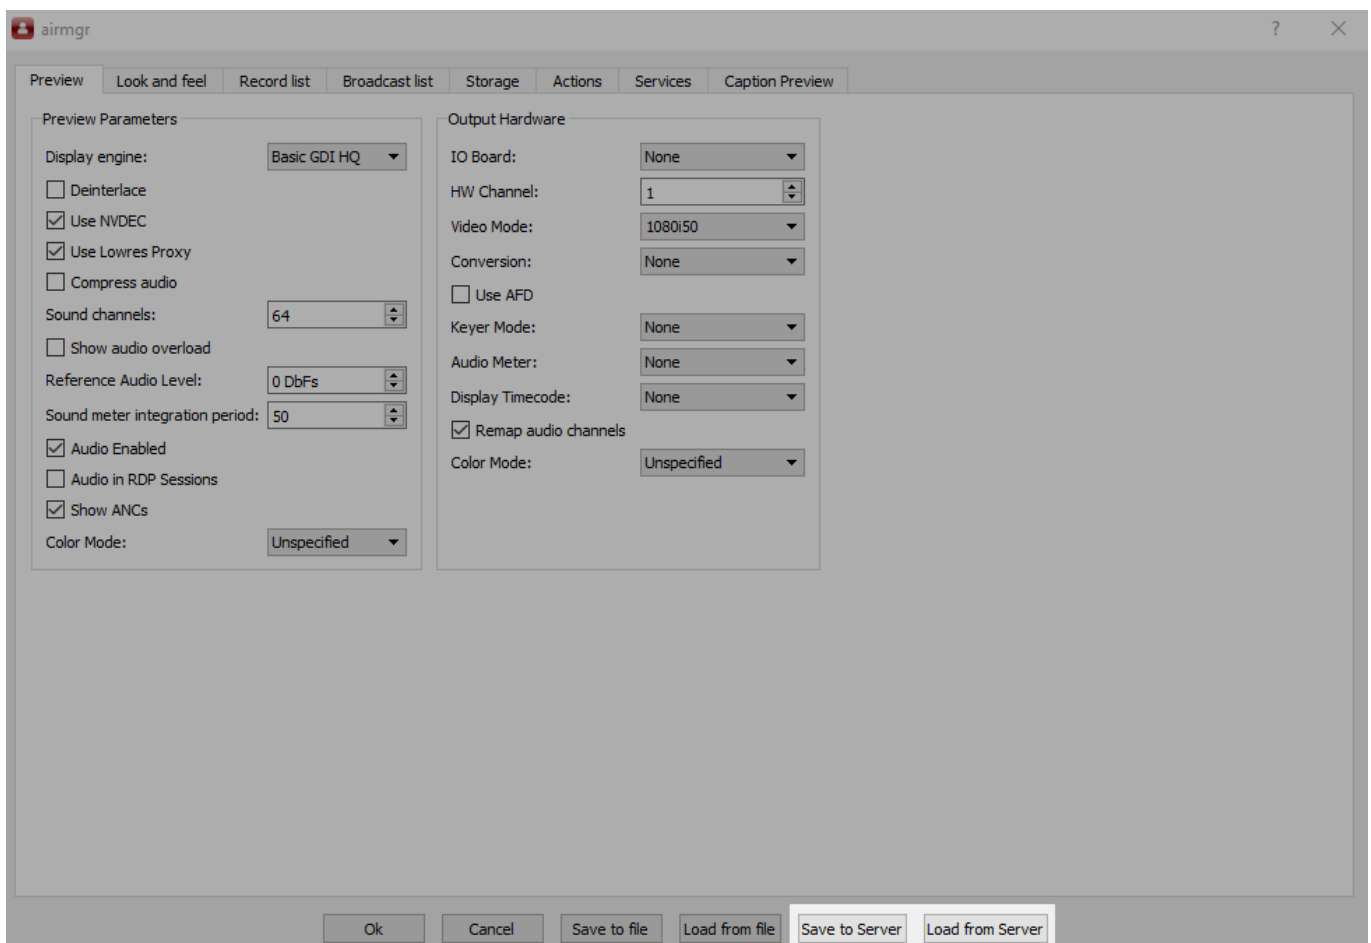 airmgr
?
Preview Look and feel Record list Broadcast list Storage Actions Services Caption Preview
Preview Parameters
Display engine: Basic GDI HQ
Deinterlace
Use NVDEC
Use Lowres Proxy
Compress audio
Sound channels: 64
Show audio overload
Reference Audio Level: 0 DbFs
Sound meter integration period: 50
Audio Enabled
Audio in RDP Sessions
Show ANCs
Color Mode: Unspecified
Output Hardware
IO Board: None
HW Channel: 1
Video Mode: 1080i50
Conversion: None
Use AFD
Keyer Mode: None
Audio Meter: None
Display Timecode: None
Remap audio channels
Color Mode: Unspecified
Ok Cancel Save to file Load from file Save to Server Load from Server